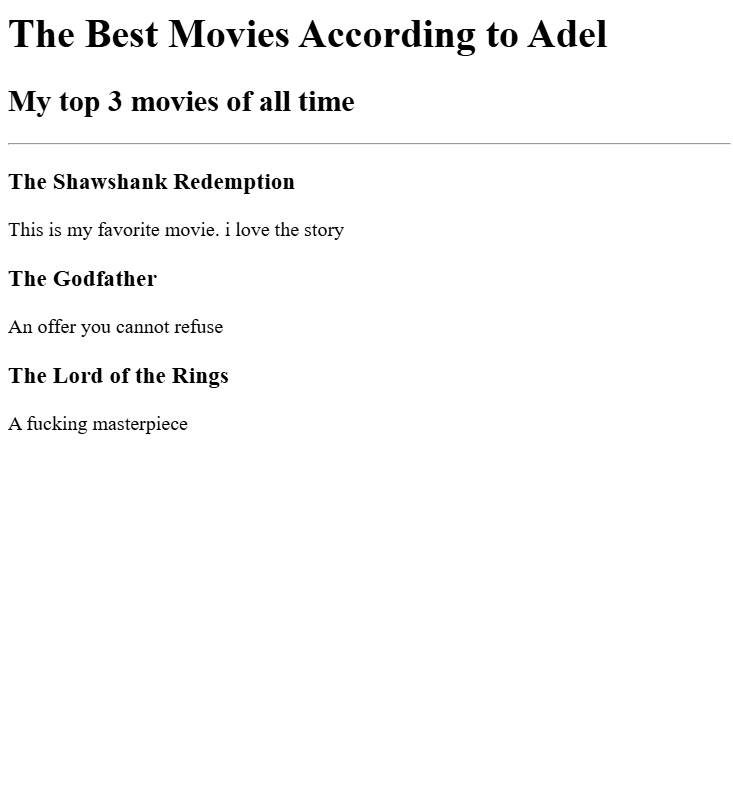 The Best Movies According to Adel
My top 3 movies of all time
The Shawshank Redemption
This is my favorite movie. i love the story
The Godfather
An offer you cannot refuse
The Lord of the Rings
A fucking masterpiece